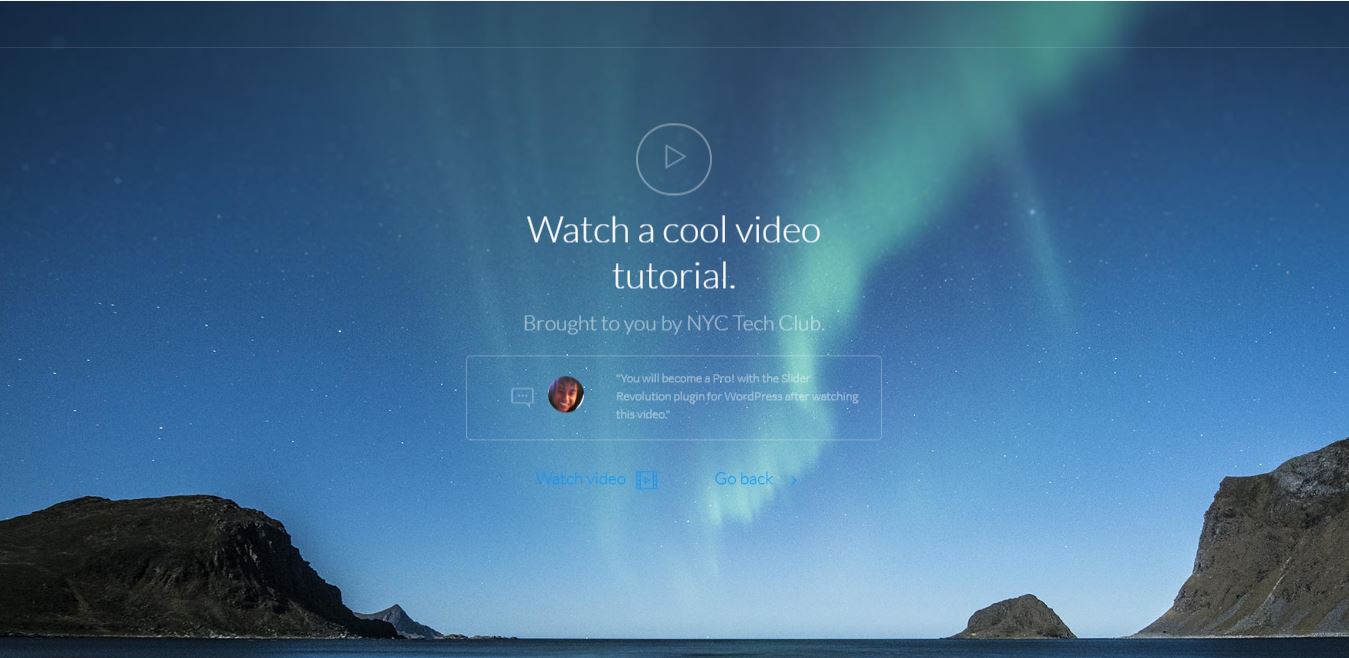 Watch a cool video
tutorial.
Brought to you by NYC Tech Club.
"You will become a Pro! with the Slider
Revolution plugin for WordPress after watching
this video."
Watch video
Go back